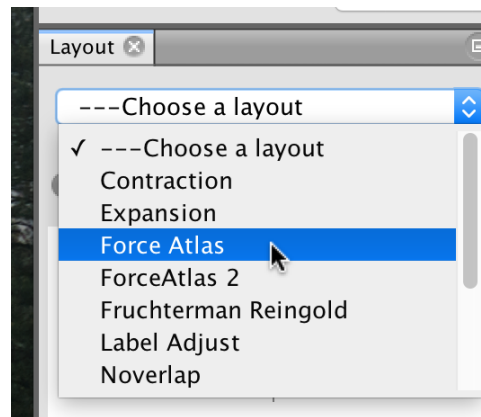 Layout
---Choose a layout
✓ ---Choose a layout
Contraction
Expansion
Force Atlas
ForceAtlas 2
Fruchterman Reingold
Label Adjust
Noverlap